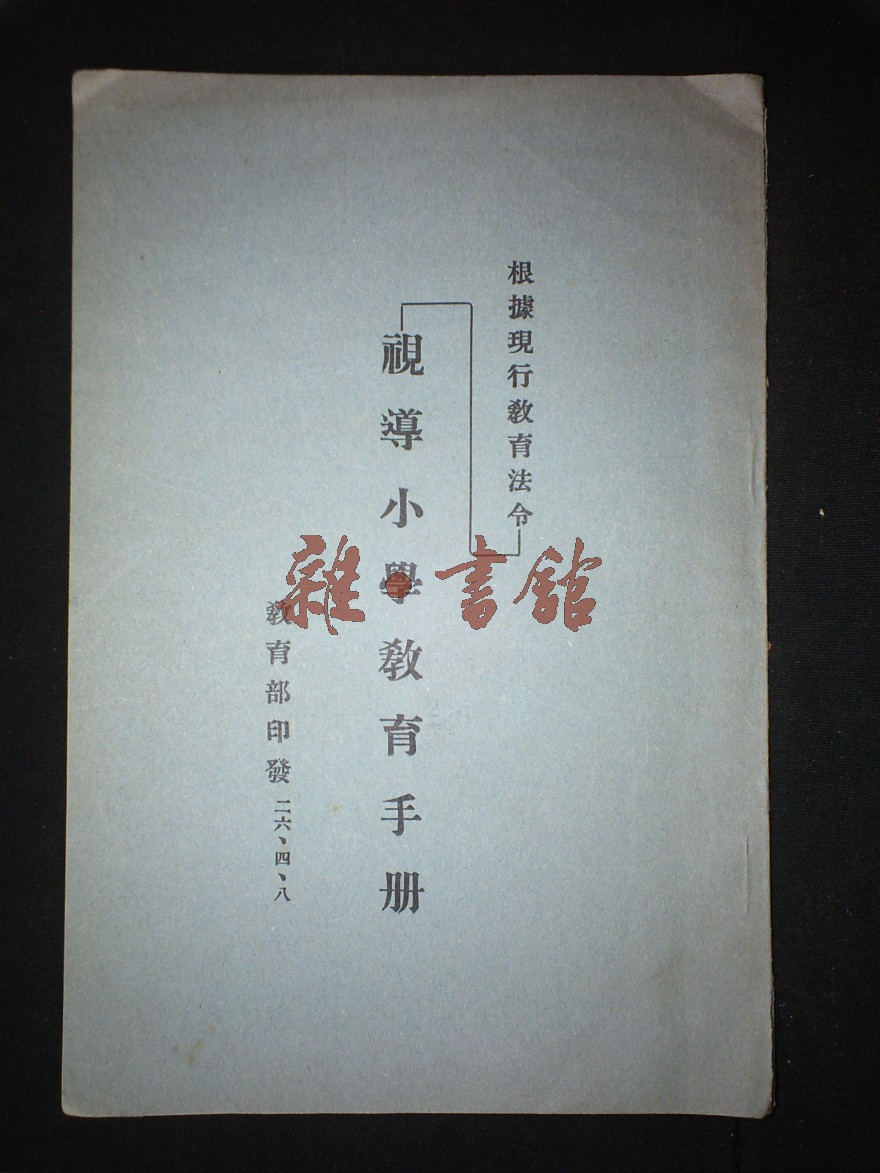 根據現行教育法令
視導小學教育手册
教育部印發二六、四、八
雜書館